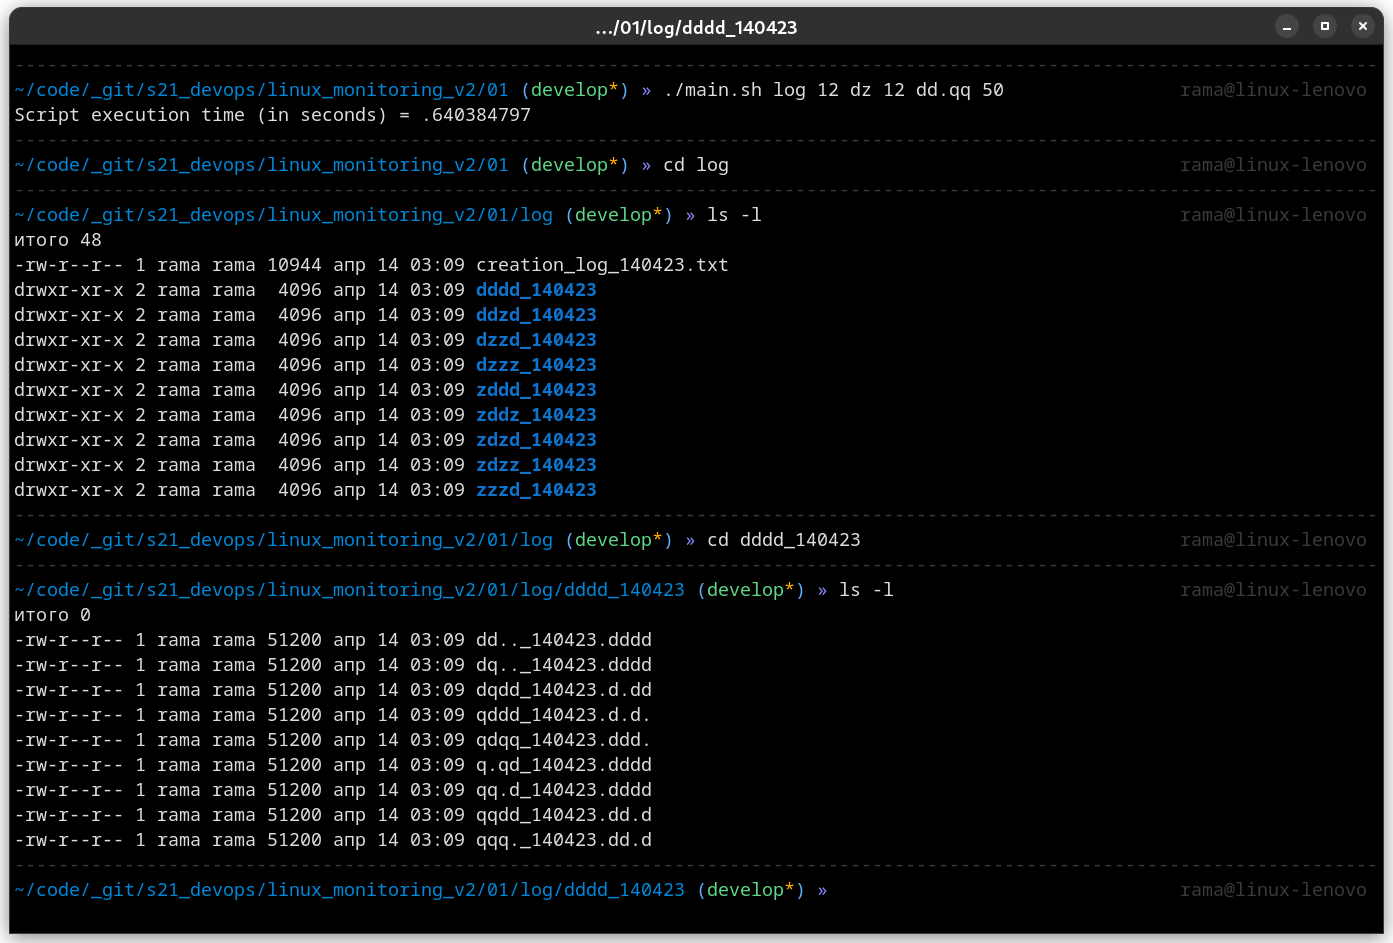 .../01/log/dddd_140423
~/code/_git/s21_devops/linux_monitoring_v2/01 (develop*) » ./main.sh log 12 dz 12 dd.qq 50 rama@linux-lenovo
Script execution time (in seconds) = .640384797
~/code/_git/s21_devops/linux_monitoring_v2/01 (develop*) » cd log rama@linux-lenovo
~/code/_git/s21_devops/linux_monitoring_v2/01/log (develop*) » ls -l rama@linux-lenovo
итого 48
-rw-r--r-- 1 rama rama 10944 апр 14 03:09 creation_log_140423.txt
drwxr-xr-x 2 rama rama  4096 апр 14 03:09 dddd_140423
drwxr-xr-x 2 rama rama  4096 апр 14 03:09 ddzd_140423
drwxr-xr-x 2 rama rama  4096 апр 14 03:09 dzzd_140423
drwxr-xr-x 2 rama rama  4096 апр 14 03:09 dzzz_140423
drwxr-xr-x 2 rama rama  4096 апр 14 03:09 zddd_140423
drwxr-xr-x 2 rama rama  4096 апр 14 03:09 zddz_140423
drwxr-xr-x 2 rama rama  4096 апр 14 03:09 zdzd_140423
drwxr-xr-x 2 rama rama  4096 апр 14 03:09 zdzz_140423
drwxr-xr-x 2 rama rama  4096 апр 14 03:09 zzzd_140423
~/code/_git/s21_devops/linux_monitoring_v2/01/log (develop*) » cd dddd_140423 rama@linux-lenovo
~/code/_git/s21_devops/linux_monitoring_v2/01/log/dddd_140423 (develop*) » ls -l rama@linux-lenovo
итого 0
-rw-r--r-- 1 rama rama 51200 апр 14 03:09 dd.._140423.dddd
-rw-r--r-- 1 rama rama 51200 апр 14 03:09 dq.._140423.dddd
-rw-r--r-- 1 rama rama 51200 апр 14 03:09 dqdd_140423.d.dd
-rw-r--r-- 1 rama rama 51200 апр 14 03:09 qddd_140423.d.d.
-rw-r--r-- 1 rama rama 51200 апр 14 03:09 qdqq_140423.ddd.
-rw-r--r-- 1 rama rama 51200 апр 14 03:09 q.qd_140423.dddd
-rw-r--r-- 1 rama rama 51200 апр 14 03:09 qq.d_140423.dddd
-rw-r--r-- 1 rama rama 51200 апр 14 03:09 qqdd_140423.dd.d
-rw-r--r-- 1 rama rama 51200 апр 14 03:09 qqq._140423.dd.d
~/code/_git/s21_devops/linux_monitoring_v2/01/log/dddd_140423 (develop*) » rama@linux-lenovo